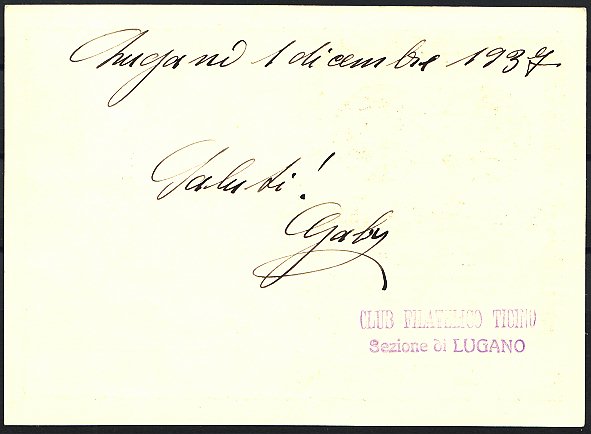 Lugano 1 dicembre 1937
Saluti!
Gaby
CLUB FILATELICO TICINO
Sezione di LUGANO